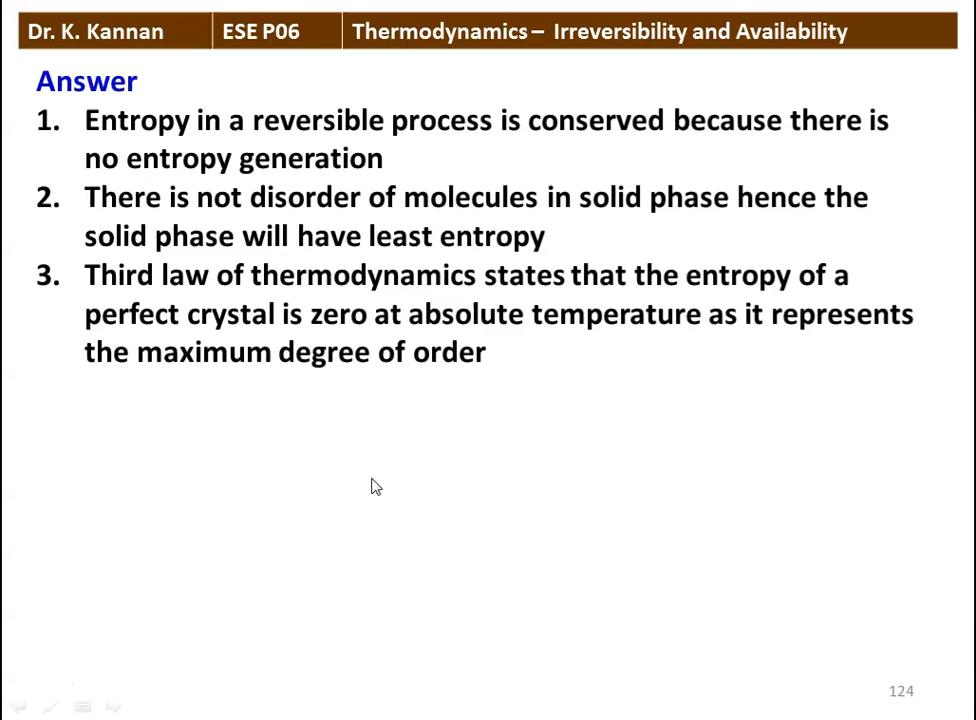 Dr. K. Kannan ESE P06 Thermodynamics – Irreversibility and Availability
Answer
1. Entropy in a reversible process is conserved because there is
no entropy generation
2. There is not disorder of molecules in solid phase hence the
solid phase will have least entropy
3. Third law of thermodynamics states that the entropy of a
perfect crystal is zero at absolute temperature as it represents
the maximum degree of order
124